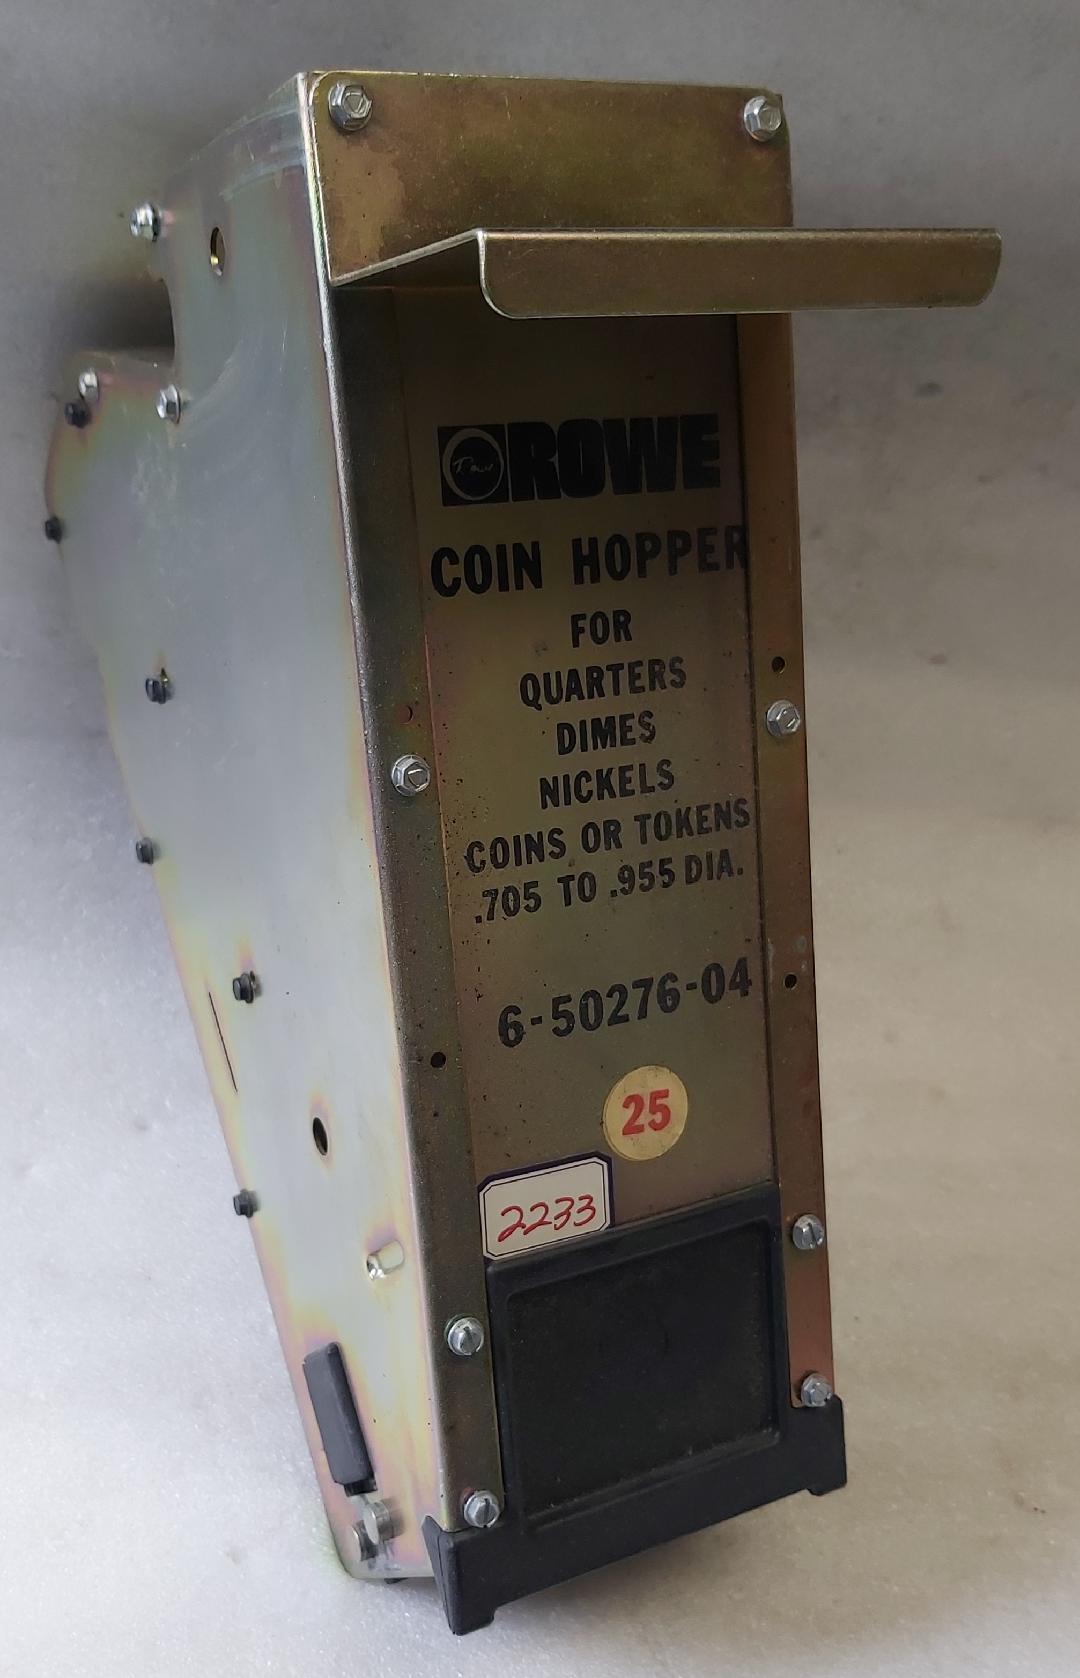 Rowe ROWE
COIN HOPPER
FOR
QUARTERS
DIMES
NICKELS
COINS OR TOKENS
.705 TO .955 DIA.
6-50276-04
25
2233